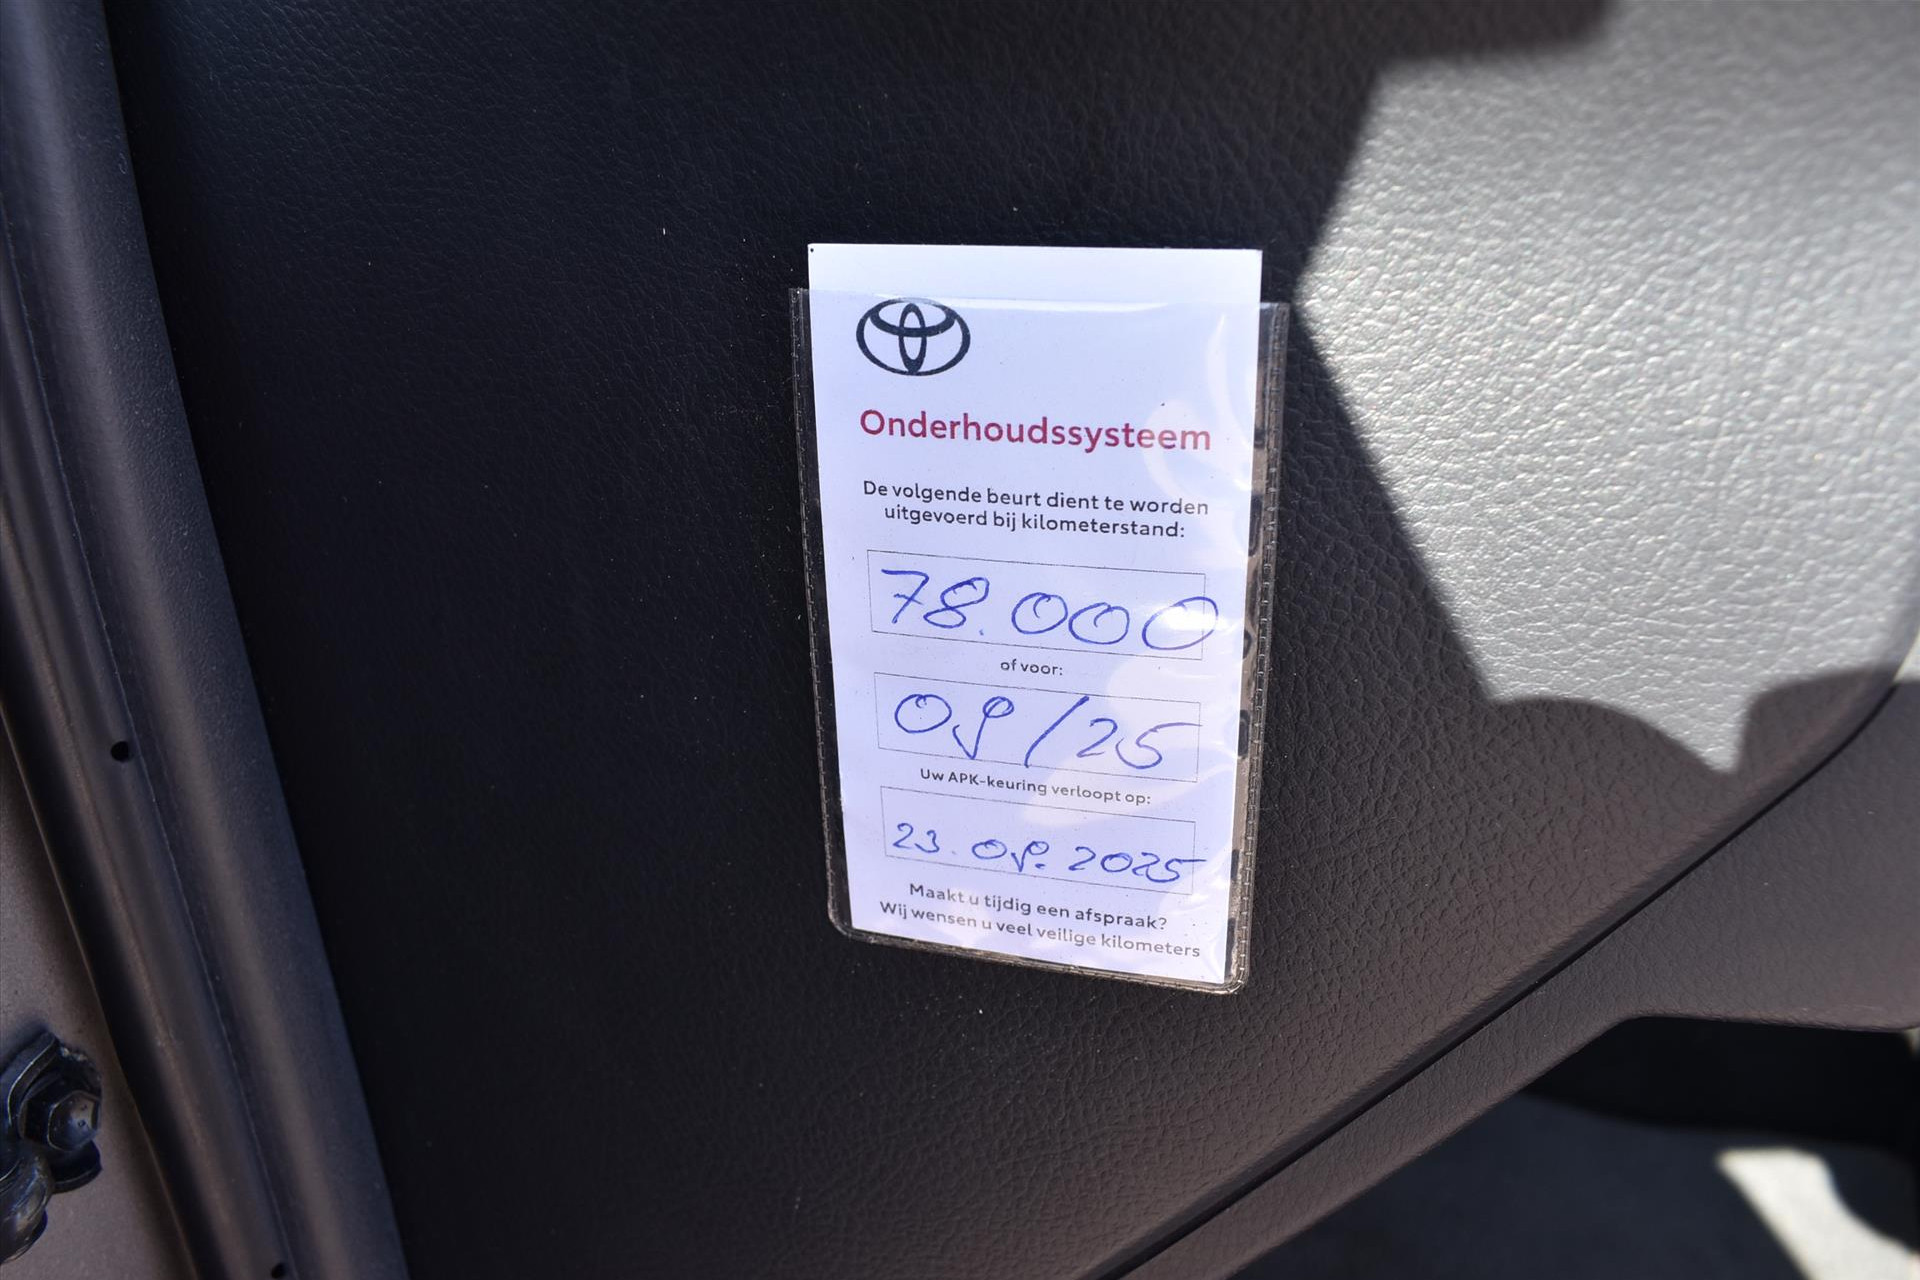 Onderhoudssysteem
De volgende beurt dient te worden
uitgevoerd bij kilometerstand:
78.000
of voor:
09/25
Uw APK-keuring verloopt op:
23.09.2025
Maakt u tijdig een afspraak?
Wij wensen u veel veilige kilometers